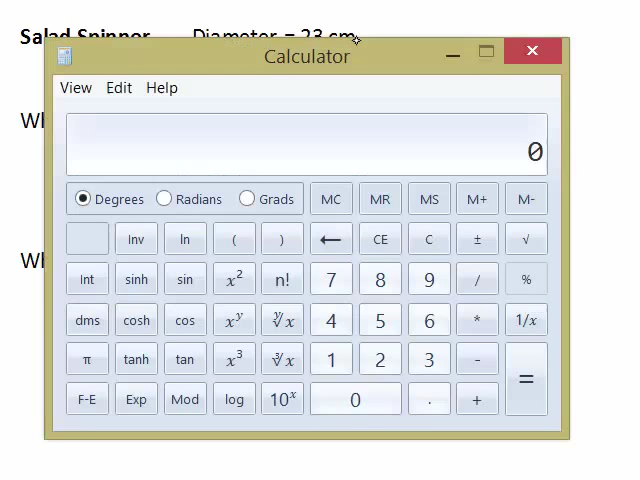 Salad Spinner Diameter = 23 cm
Calculator
View Edit Help
0
Degrees Radians Grads MC MR MS M+ M-
Inv ln ( ) ← CE C ± √
Int sinh sin x² n! 7 8 9 / %
dms cosh cos xʸ ʸ√x 4 5 6 * 1/x
π tanh tan x³ ³√x 1 2 3 - =
F-E Exp Mod log 10ˣ 0 . +